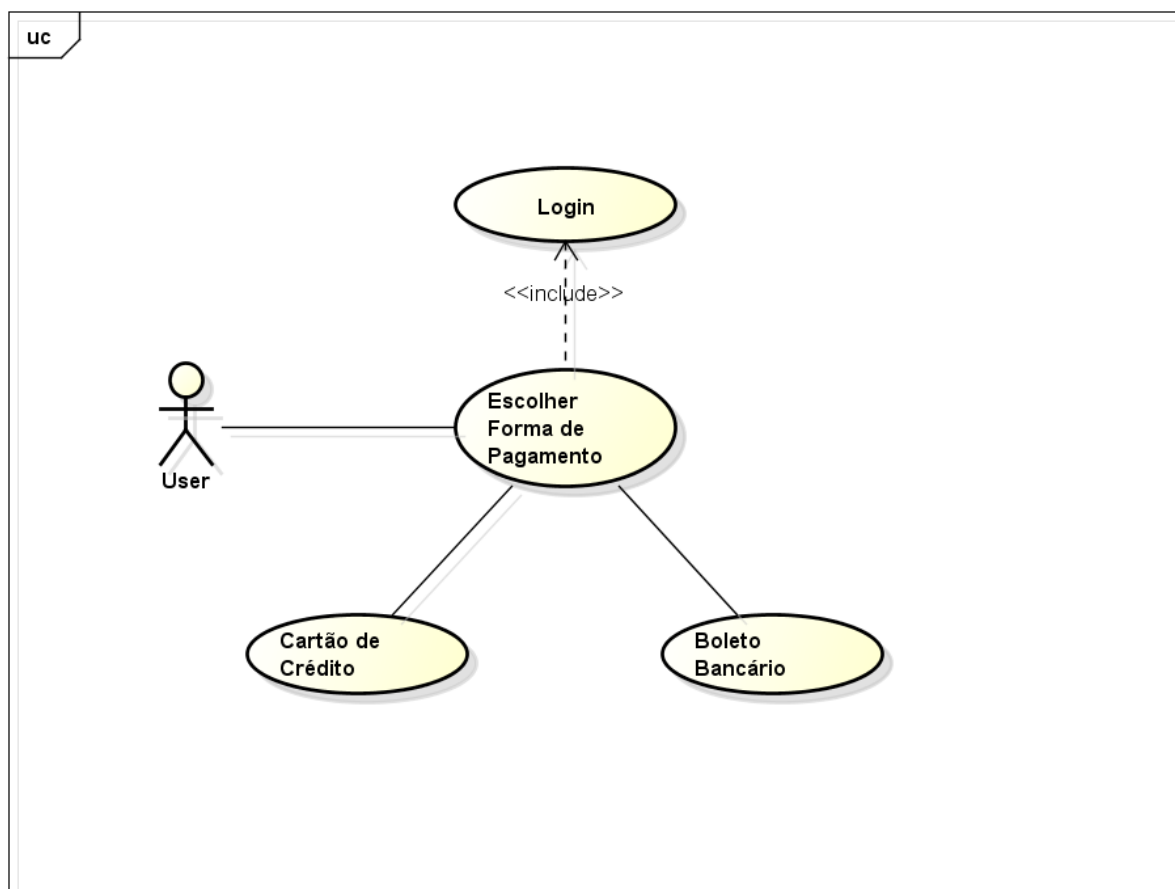 uc
Login
<<include>>
Escolher
Forma de
Pagamento
User
Cartão de
Crédito
Boleto
Bancário